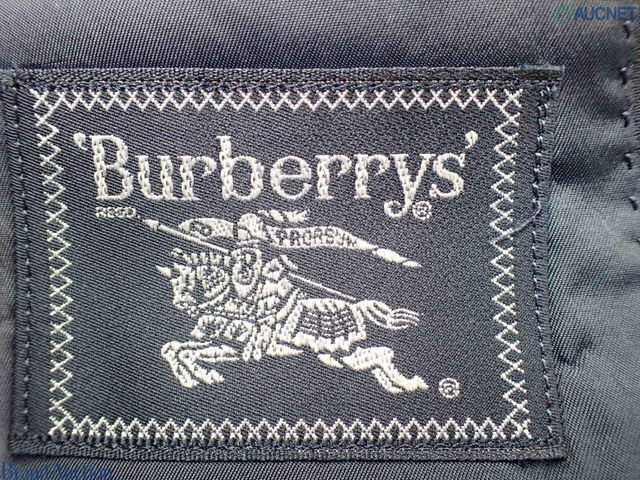 AUCNET
'Burberrys'®
REGD.
PRORSUM
®
Brand Auction